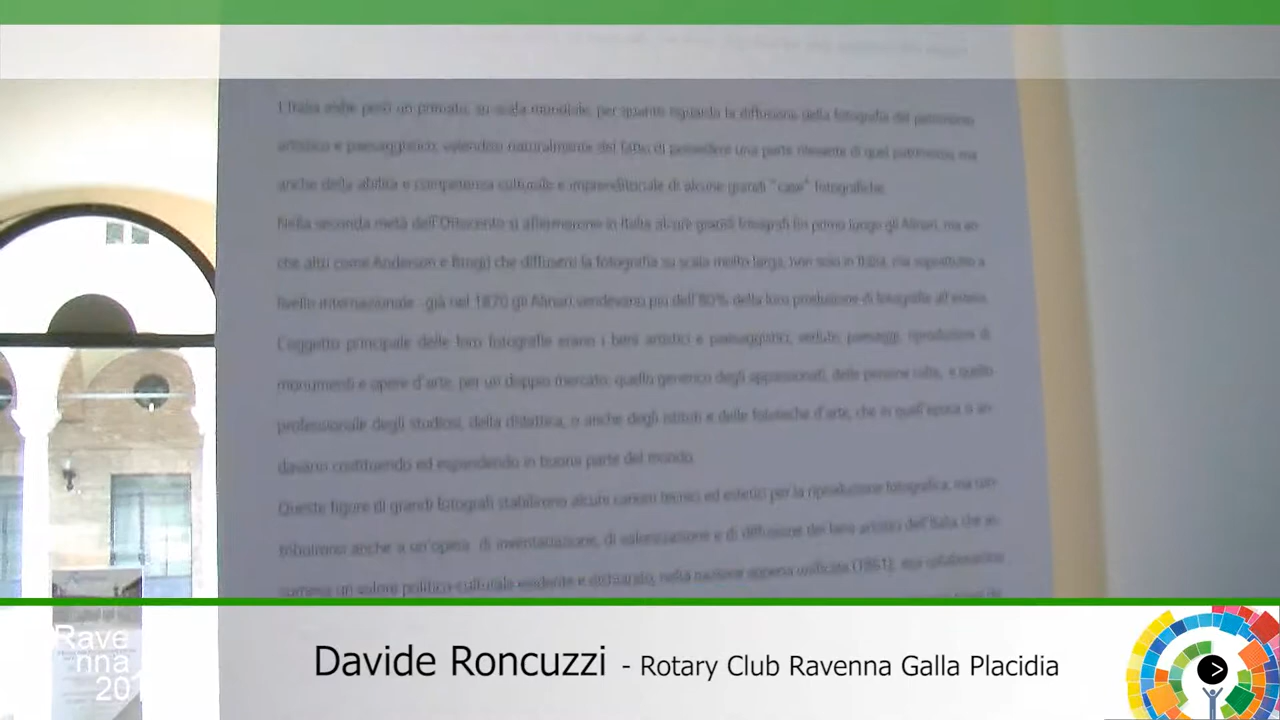 L'Italia ebbe però un primato, su scala mondiale, per quanto riguarda la diffusione della fotografia del patrimonio
artistico e paesaggistico, valendosi naturalmente del fatto di possedere una parte rilevante di quel patrimonio, ma
anche della abilità e competenza culturale e imprenditoriale di alcune grandi "case" fotografiche.
Nella seconda metà dell'Ottocento si affermarono in Italia alcuni grandi fotografi (in primo luogo gli Alinari, ma an-
che altri come Anderson e Brogi) che diffusero la fotografia su scala molto larga, non solo in Italia, ma soprattutto a
livello internazionale - già nel 1870 gli Alinari vendevano più dell'80% della loro produzione di fotografia all'estero.
L'oggetto principale delle loro fotografie erano i beni artistici e paesaggistici, vedute, paesaggi, riproduzioni di
monumenti e opere d'arte, per un doppio mercato: quello generico degli appassionati, delle persone colte, e quello
professionale degli studiosi, della didattica, o anche degli istituti e delle fototeche d'arte, che in quell'epoca si an-
davano costituendo ed espandendo in buona parte del mondo.
Queste figure di grandi fotografi stabilirono alcuni canoni tecnici ed estetici per la riproduzione fotografica, ma con-
tribuirono anche a un'opera di inventariazione, di valorizzazione e di diffusione dei beni artistici dell'Italia che as-
sumeva un valore politico-culturale evidente e dichiarato, nella nazione appena unificata (1861),
Rave
nna
20
Davide Roncuzzi - Rotary Club Ravenna Galla Placidia